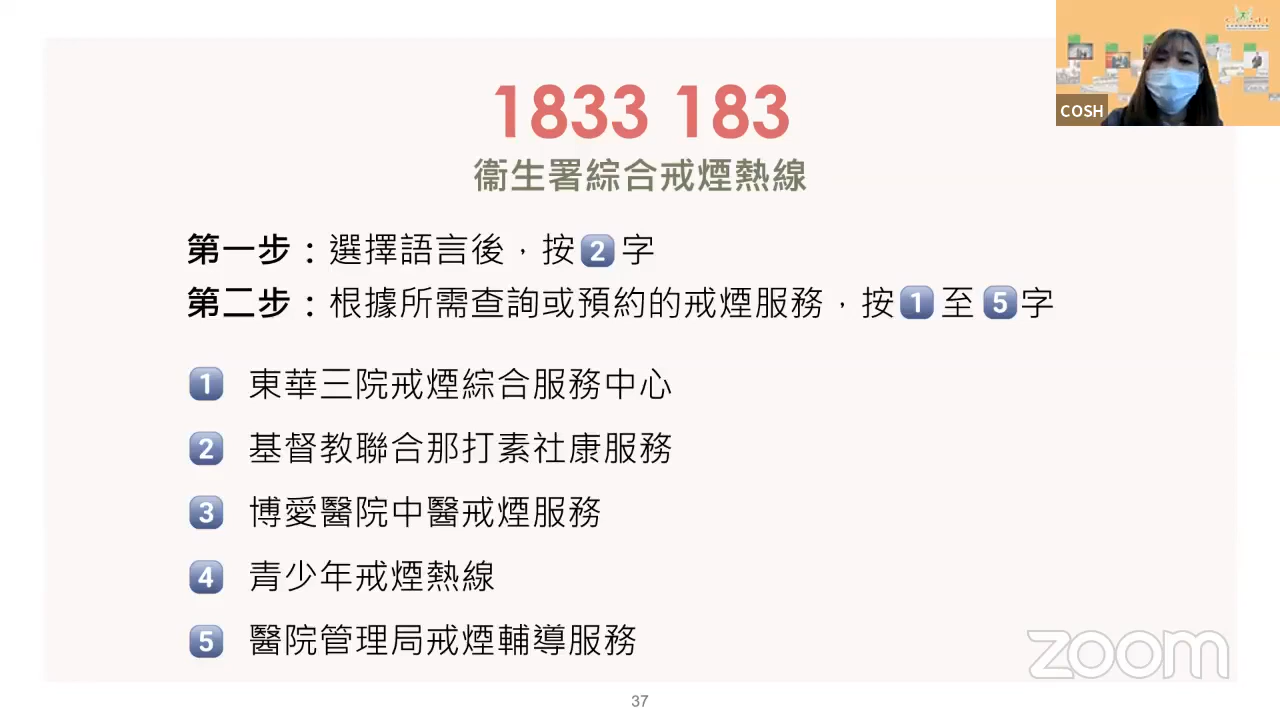 1833 183
衞生署綜合戒煙熱線
COSH
第一步：選擇語言後，按2字
第二步：根據所需查詢或預約的戒煙服務，按1至5字
1 東華三院戒煙綜合服務中心
2 基督教聯合那打素社康服務
3 博愛醫院中醫戒煙服務
4 青少年戒煙熱線
5 醫院管理局戒煙輔導服務
zoom
37